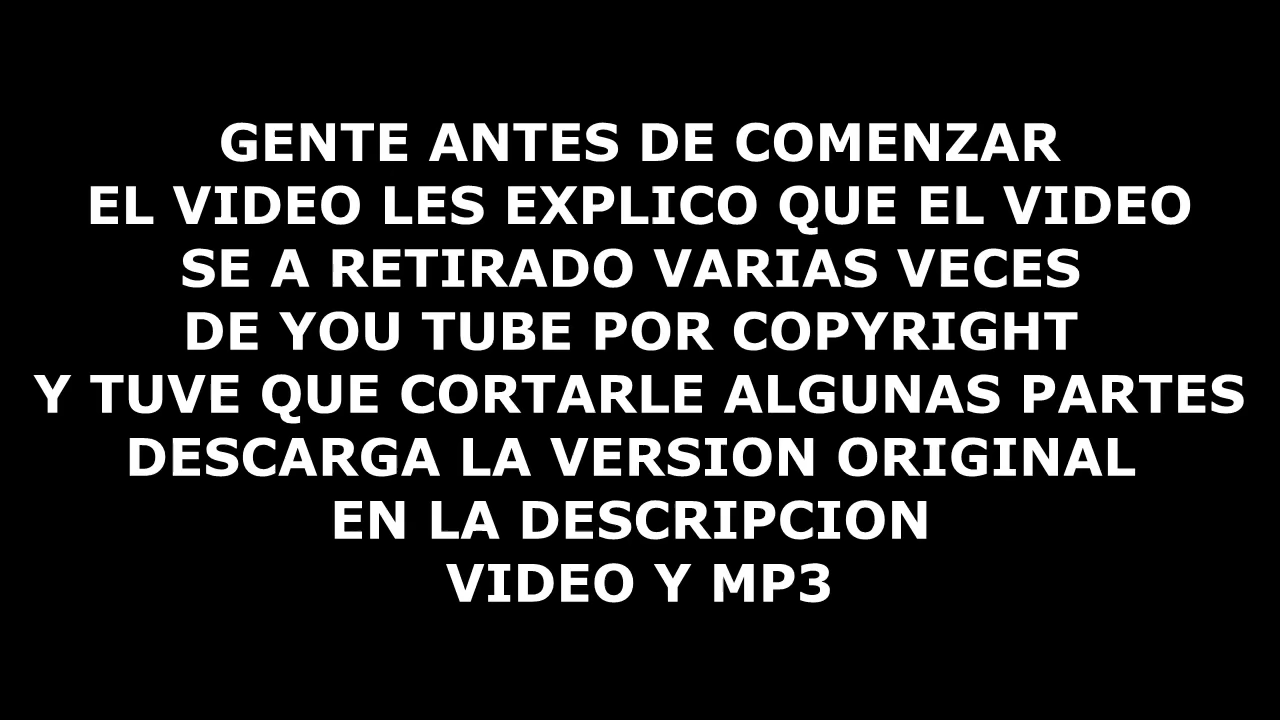 GENTE ANTES DE COMENZAR
EL VIDEO LES EXPLICO QUE EL VIDEO
SE A RETIRADO VARIAS VECES
DE YOU TUBE POR COPYRIGHT
Y TUVE QUE CORTARLE ALGUNAS PARTES
DESCARGA LA VERSION ORIGINAL
EN LA DESCRIPCION
VIDEO Y MP3